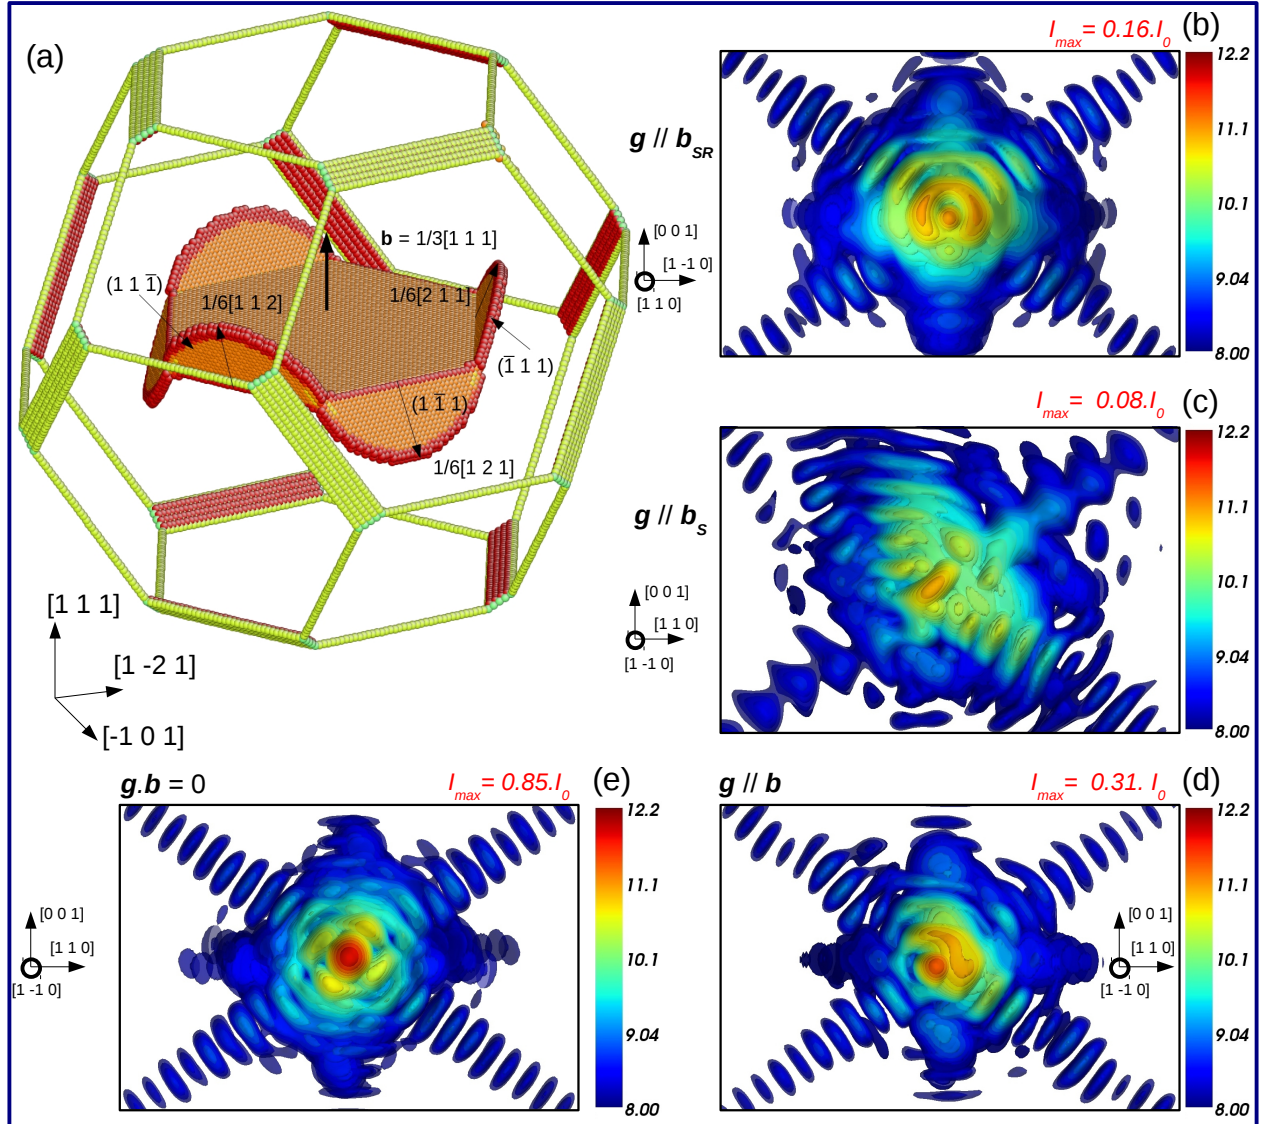 (a)
b = 1/3[1 1 1]
(1 1 1̅)
1/6[1 1 2]
1/6[2 1 1]
(1̅ 1 1)
(1 1̅ 1)
1/6[1 2 1]
[1 1 1]
[1 -2 1]
[-1 0 1]
(b)
I_max = 0.16.I_0
g // b_SR
[0 0 1]
[1 -1 0]
[1 1 0]
12.2
11.1
10.1
9.04
8.00
(c)
I_max = 0.08.I_0
g // b_S
[0 0 1]
[1 1 0]
[1 -1 0]
12.2
11.1
10.1
9.04
8.00
(e)
g.b = 0
I_max = 0.85.I_0
[0 0 1]
[1 1 0]
[1 -1 0]
12.2
11.1
10.1
9.04
8.00
(d)
g // b
I_max = 0.31. I_0
[0 0 1]
[1 1 0]
[1 -1 0]
12.2
11.1
10.1
9.04
8.00